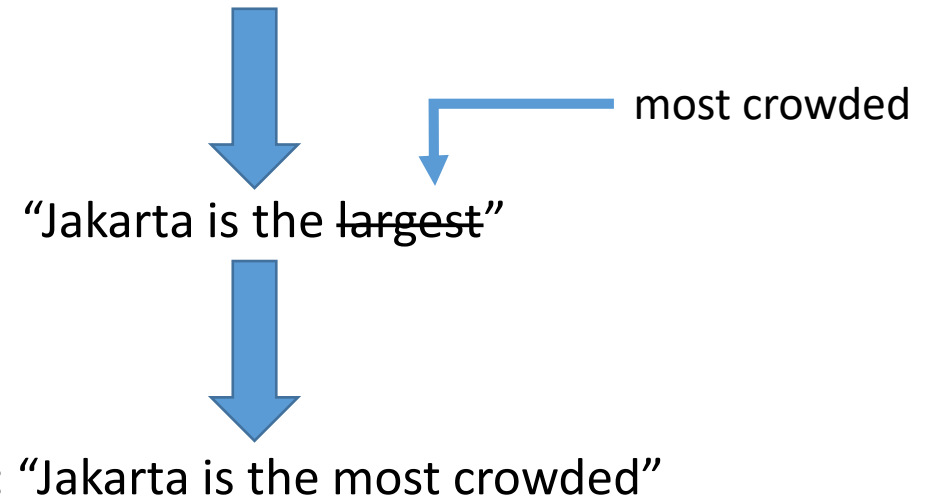 most crowded
“Jakarta is the largest”
: “Jakarta is the most crowded”